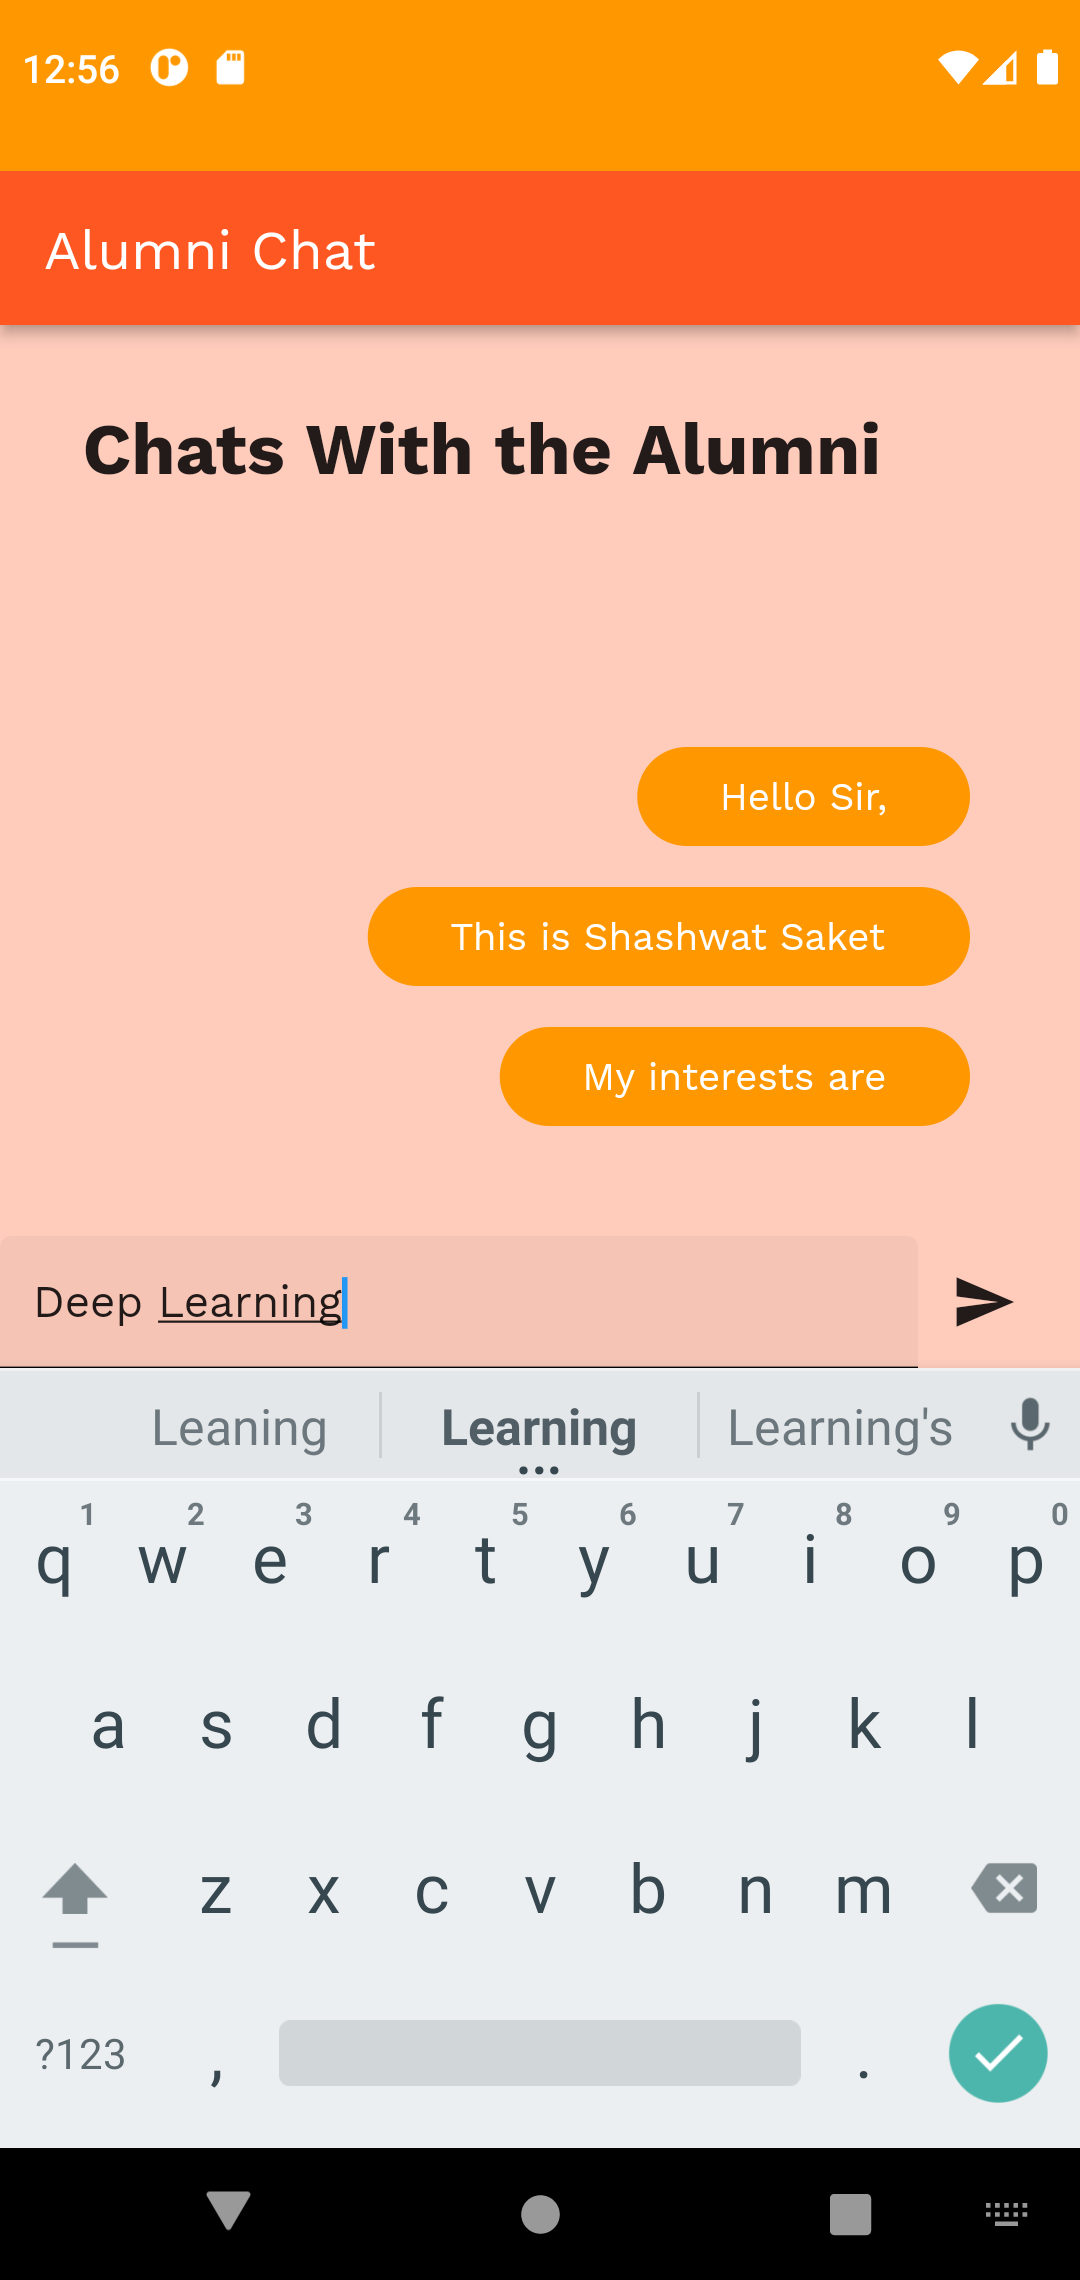 12:56
Alumni Chat
Chats With the Alumni
Hello Sir,
This is Shashwat Saket
My interests are
Deep Learning
Leaning Learning Learning's
1 2 3 4 5 6 7 8 9 0
q w e r t y u i o p
a s d f g h j k l
z x c v b n m
?123 , .